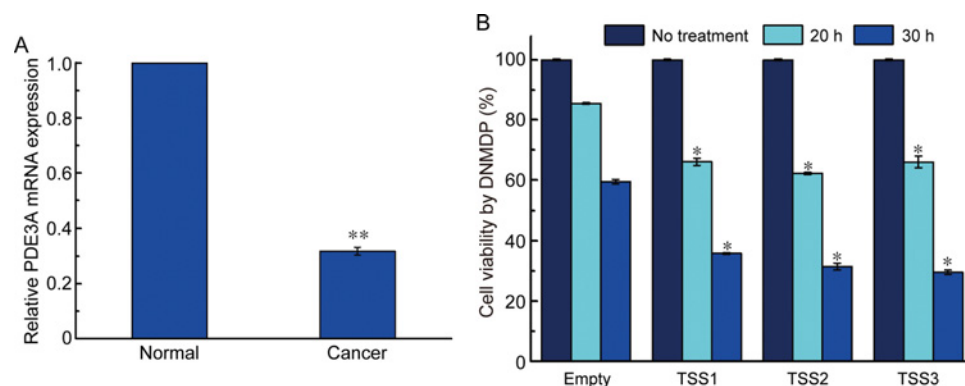 A
Relative PDE3A mRNA expression
1.0
0.8
0.6
0.4
0.2
0
**
Normal
Cancer
B
No treatment
20 h
30 h
Cell viability by DNMDP (%)
100
80
60
40
80
0
*
*
*
*
*
*
Empty
TSS1
TSS2
TSS3